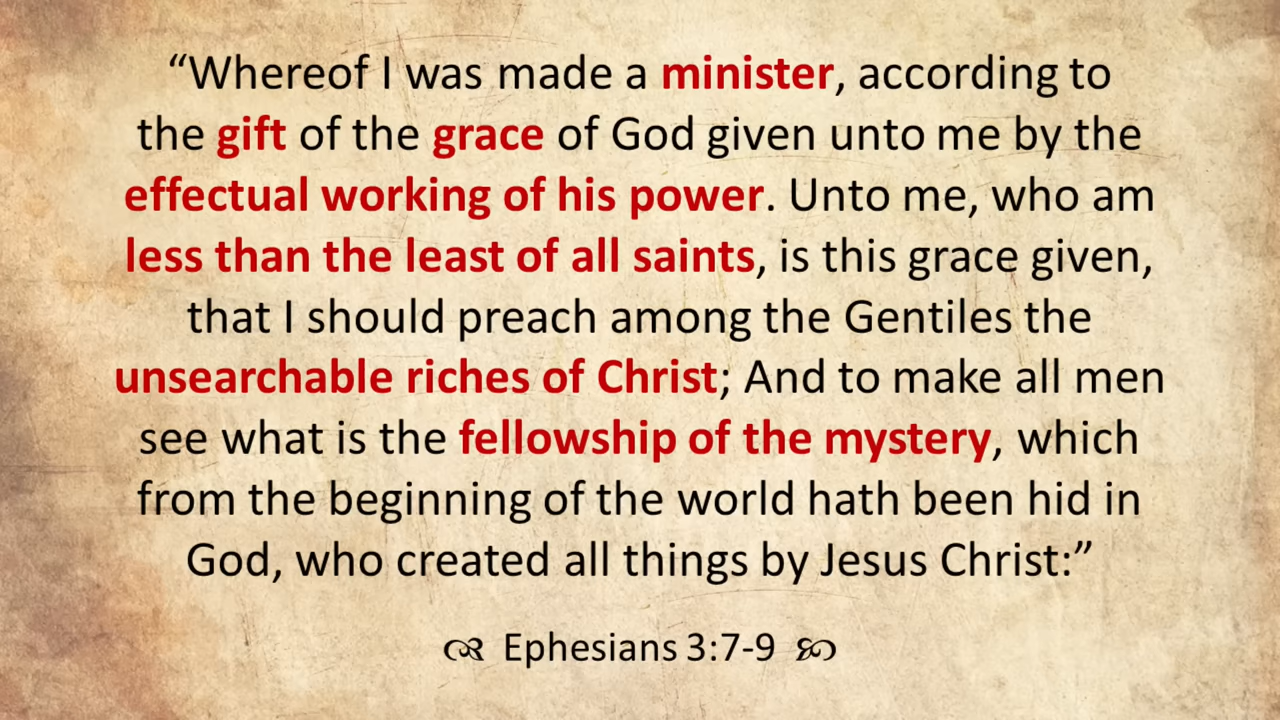 “Whereof I was made a minister, according to
the gift of the grace of God given unto me by the
effectual working of his power. Unto me, who am
less than the least of all saints, is this grace given,
that I should preach among the Gentiles the
unsearchable riches of Christ; And to make all men
see what is the fellowship of the mystery, which
from the beginning of the world hath been hid in
God, who created all things by Jesus Christ:”
Ephesians 3:7-9